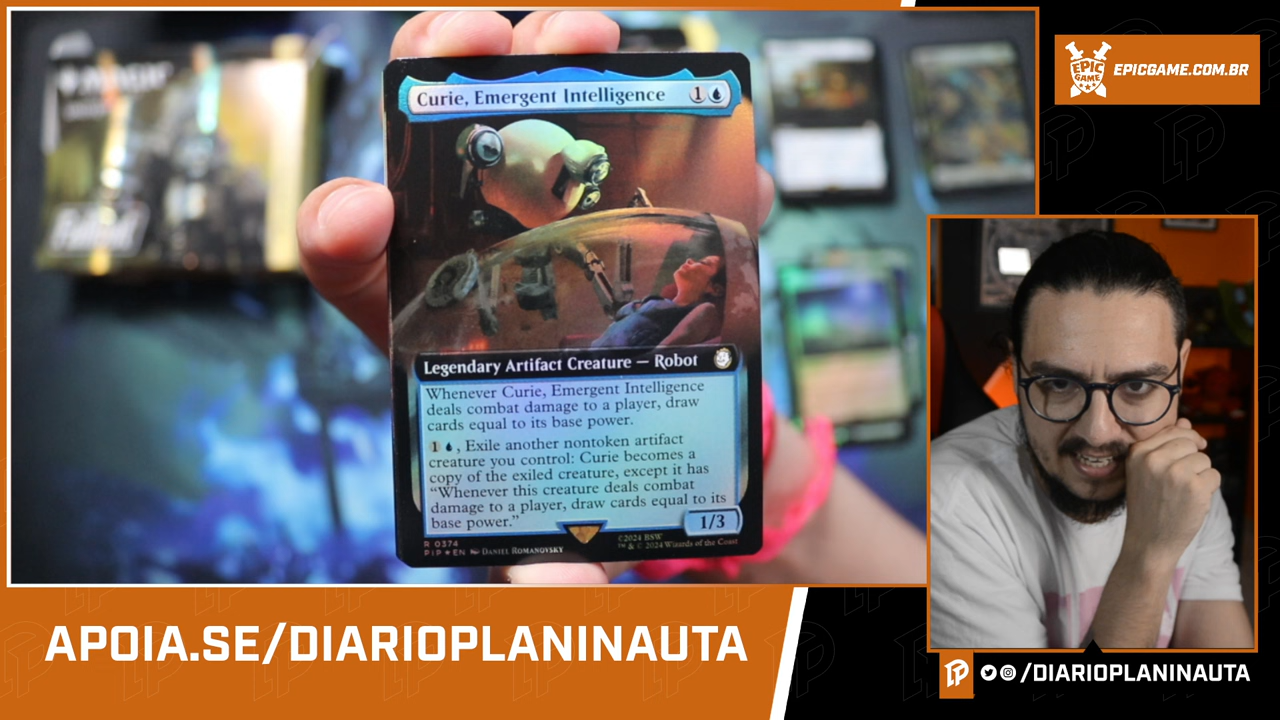 Curie, Emergent Intelligence 1
Legendary Artifact Creature — Robot
Whenever Curie, Emergent Intelligence
deals combat damage to a player, draw
cards equal to its base power.
1 , Exile another nontoken artifact
creature you control: Curie becomes a
copy of the exiled creature, except it has
“Whenever this creature deals combat
damage to a player, draw cards equal to its
base power.”
1/3
R 0374
PIP ★ EN DANIEL ROMANOVSKY
©2024 BSW
™ & © 2024 Wizards of the Coast
MAGIC
Fallout
EPIC
GAME
EPICGAME.COM.BR
APOIA.SE/DIARIOPLANINAUTA
/DIARIOPLANINAUTA